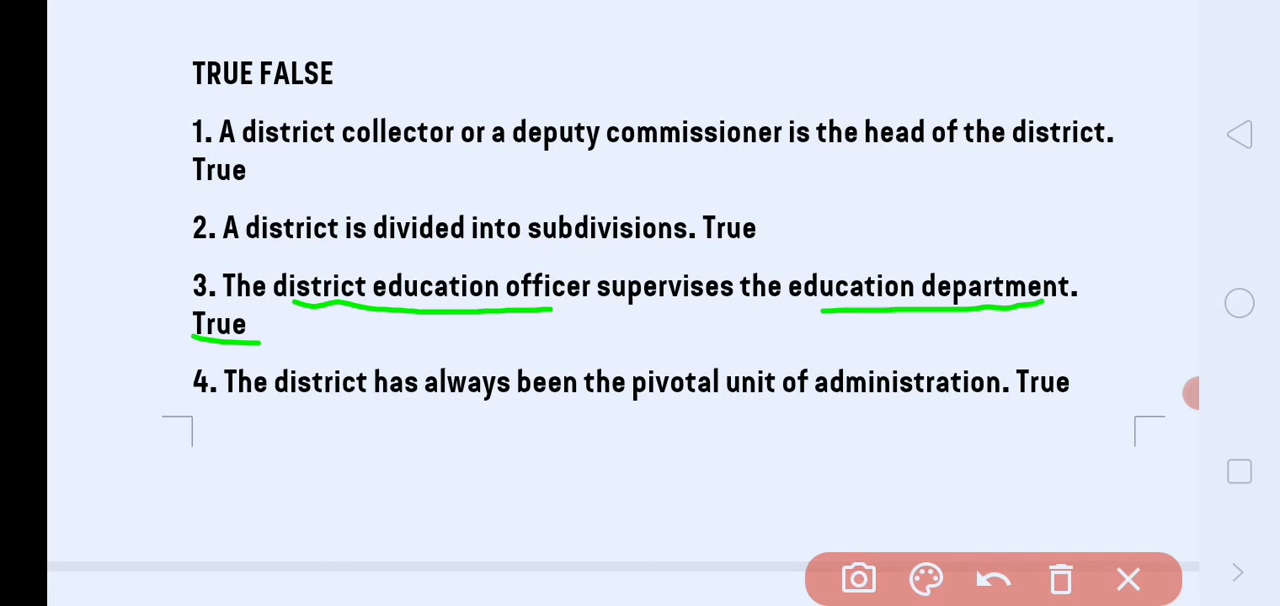 TRUE FALSE
1. A district collector or a deputy commissioner is the head of the district.
True
2. A district is divided into subdivisions. True
3. The district education officer supervises the education department.
True
4. The district has always been the pivotal unit of administration. True